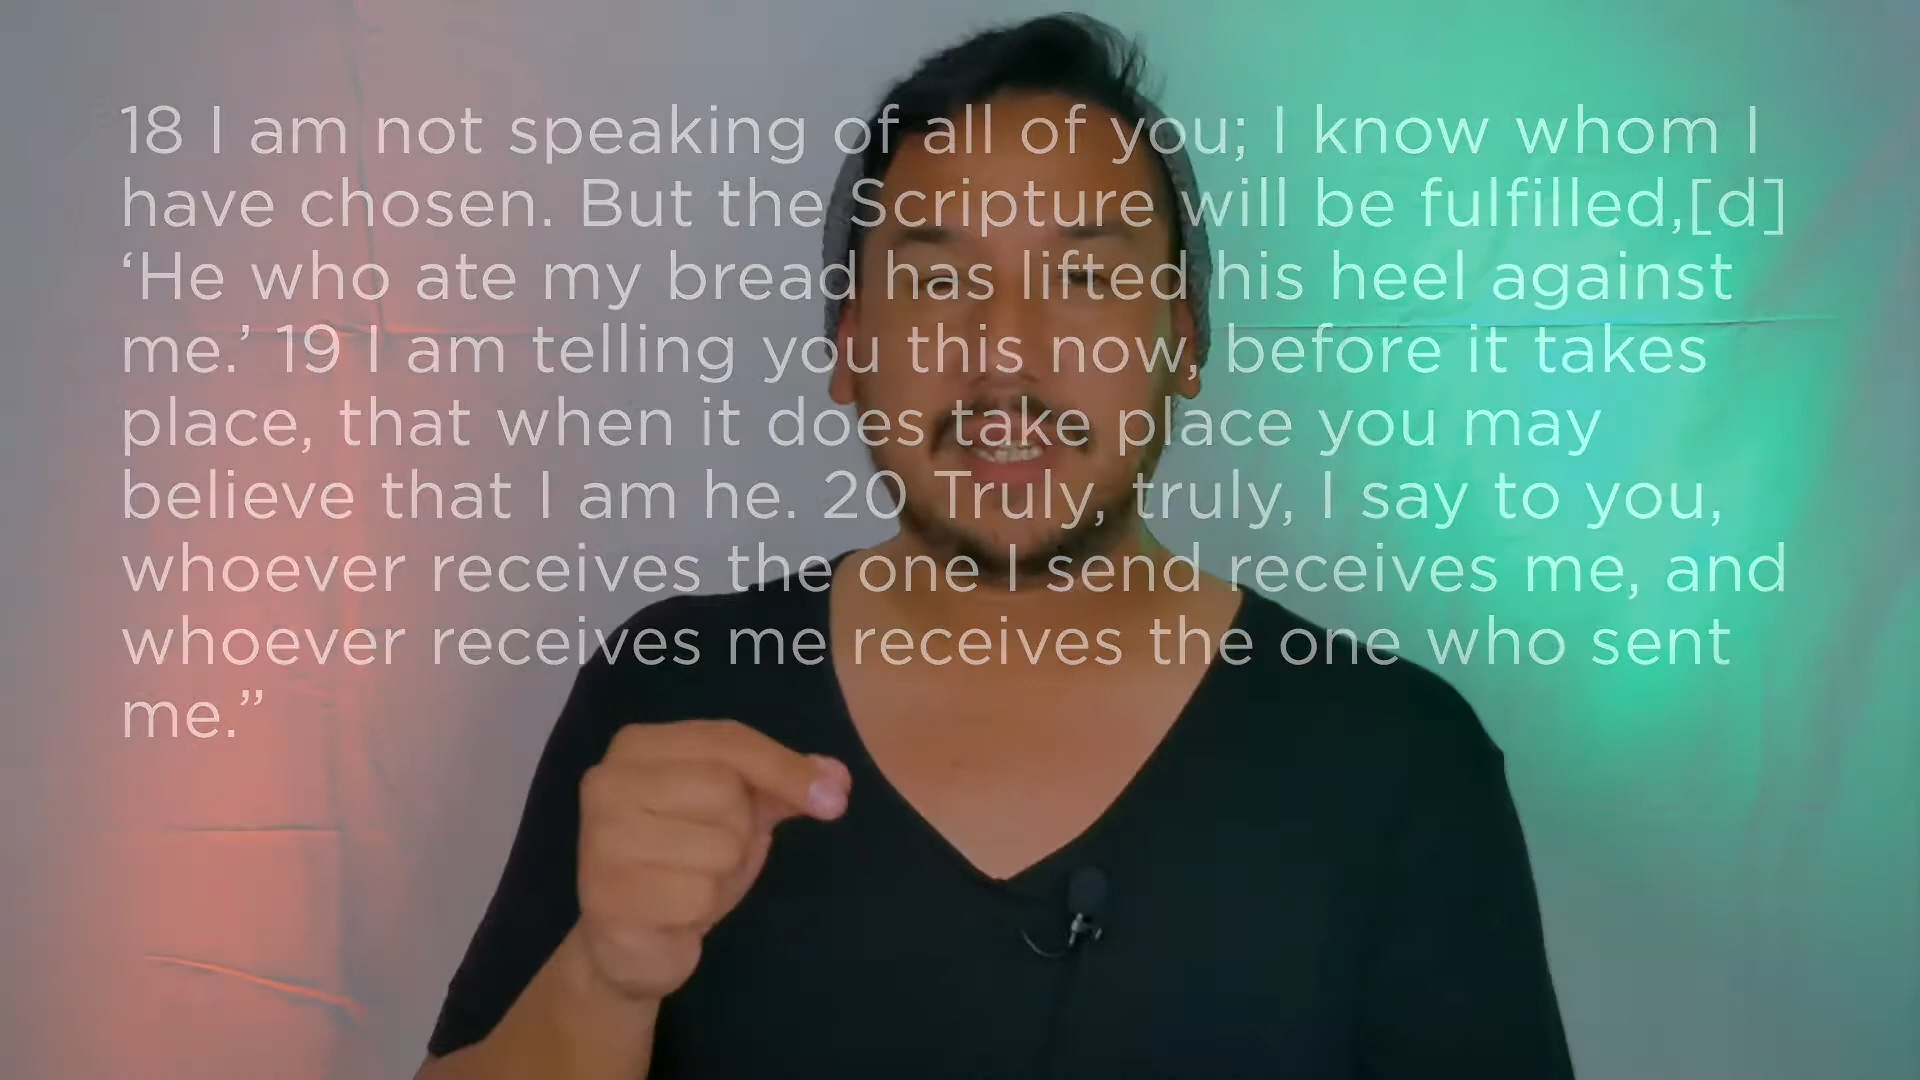 18 I am not speaking of all of you; I know whom I
have chosen. But the Scripture will be fulfilled,[d]
‘He who ate my bread has lifted his heel against
me.’ 19 I am telling you this now, before it takes
place, that when it does take place you may
believe that I am he. 20 Truly, truly, I say to you,
whoever receives the one I send receives me, and
whoever receives me receives the one who sent
me.”